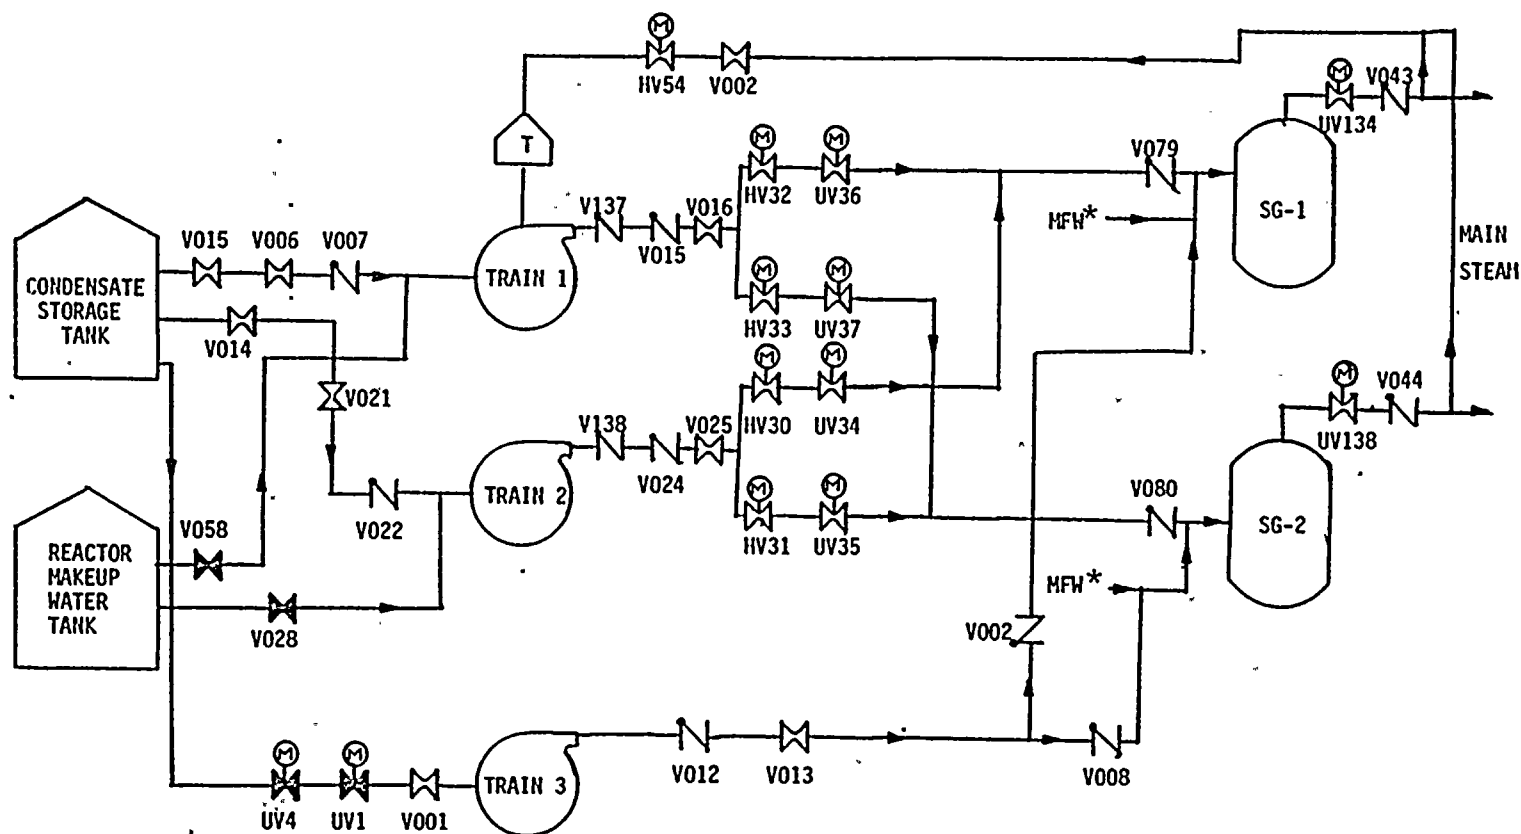 M
HV54
V002
M
V043
UV134
T
M
M
V079
HV32
UV36
V137
V016
V015
MFW*
SG-1
MAIN
STEAM
V015
V006
V007
CONDENSATE
STORAGE
TANK
TRAIN 1
M
M
HV33
UV37
V014
M
M
M
V044
V021
HV30
UV34
UV138
V138
V025
V024
TRAIN 2
M
M
V080
V022
HV31
UV35
SG-2
V058
REACTOR
MAKEUP
WATER
TANK
MFW*
V028
V002
M
M
V012
V013
V008
TRAIN 3
UV4
UV1
V001